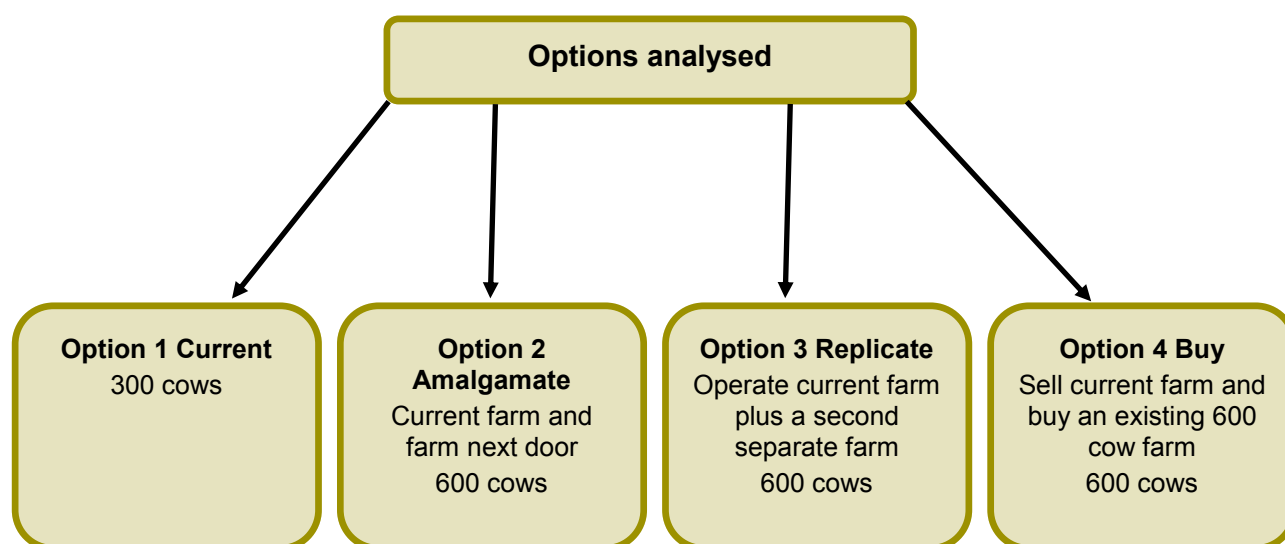 Options analysed
Option 1 Current
300 cows
Option 2
Amalgamate
Current farm and
farm next door
600 cows
Option 3 Replicate
Operate current farm
plus a second
separate farm
600 cows
Option 4 Buy
Sell current farm and
buy an existing 600
cow farm
600 cows